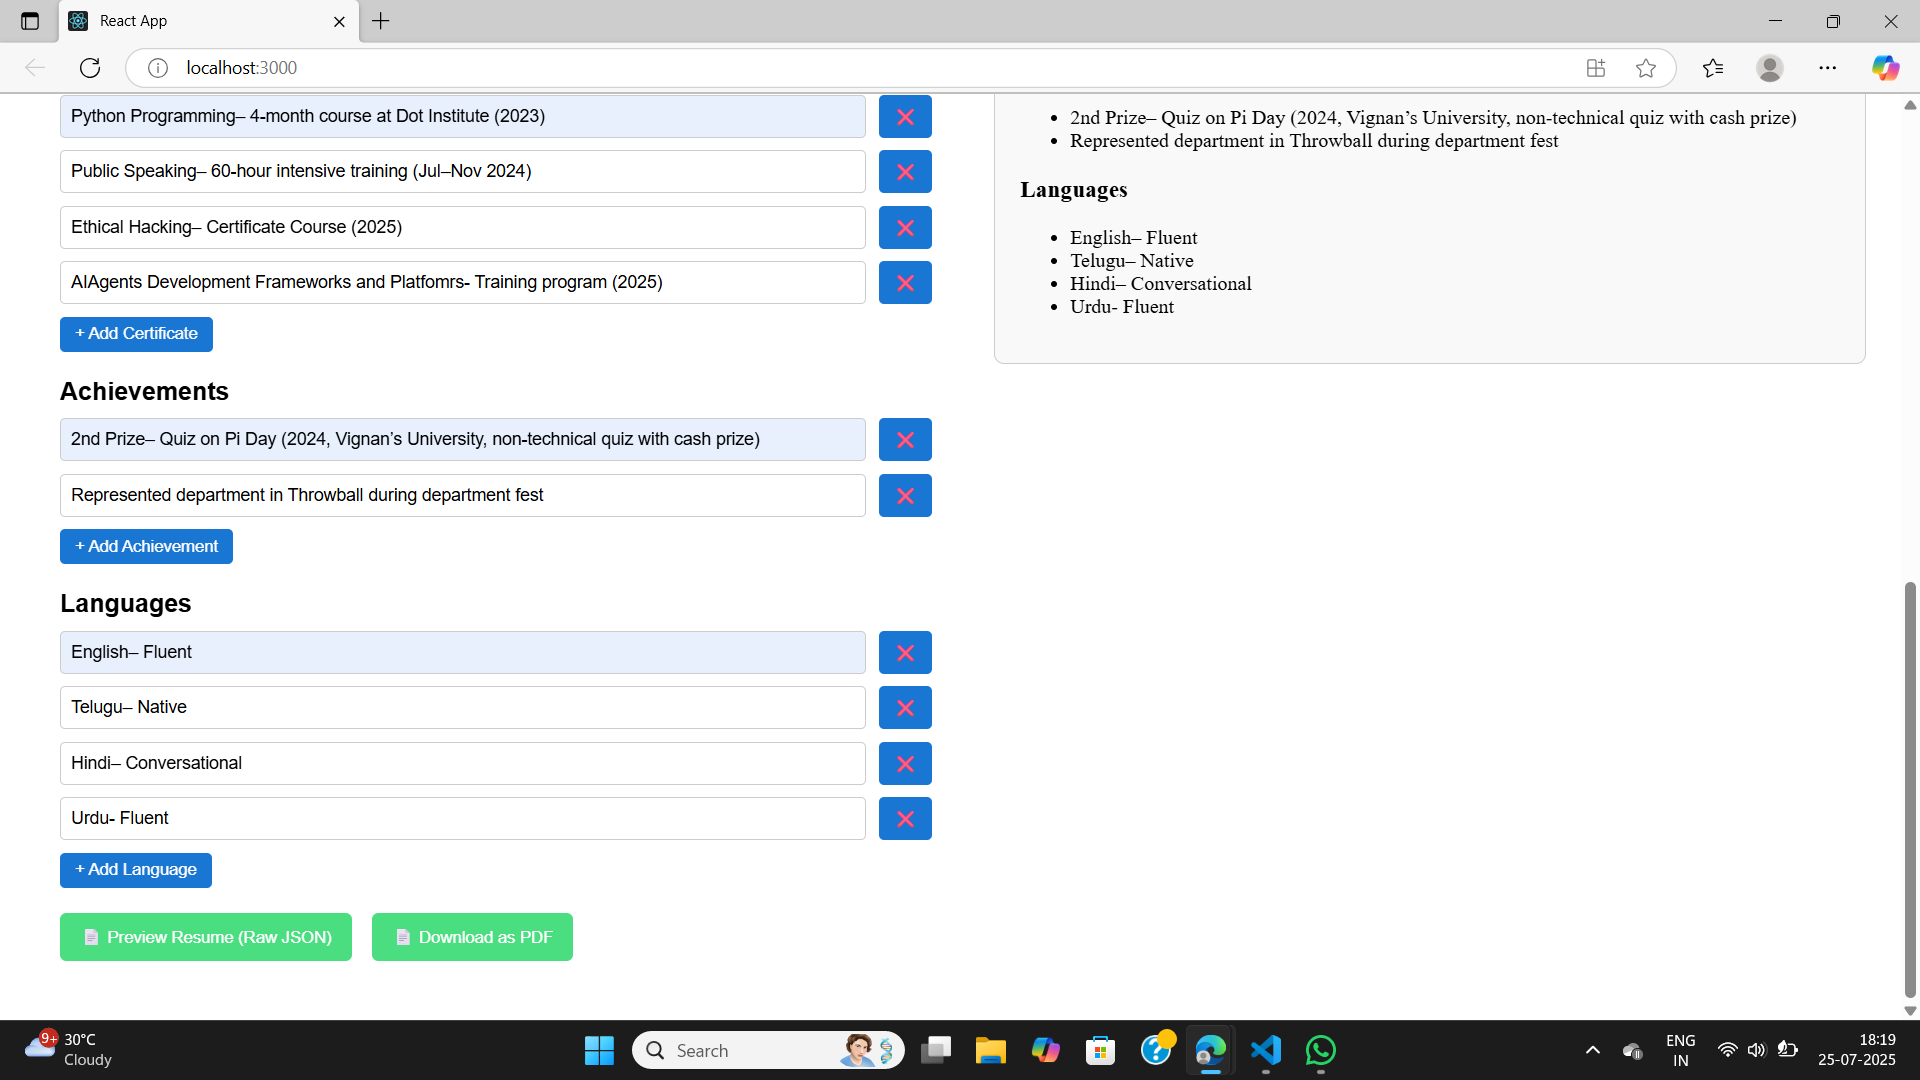 React App
localhost:3000
Python Programming– 4-month course at Dot Institute (2023)
Public Speaking– 60-hour intensive training (Jul–Nov 2024)
Ethical Hacking– Certificate Course (2025)
AIAgents Development Frameworks and Platfomrs- Training program (2025)
+ Add Certificate
Achievements
2nd Prize– Quiz on Pi Day (2024, Vignan’s University, non-technical quiz with cash prize)
Represented department in Throwball during department fest
+ Add Achievement
Languages
English– Fluent
Telugu– Native
Hindi– Conversational
Urdu- Fluent
+ Add Language
Preview Resume (Raw JSON)
Download as PDF
2nd Prize– Quiz on Pi Day (2024, Vignan’s University, non-technical quiz with cash prize)
Represented department in Throwball during department fest
Languages
English– Fluent
Telugu– Native
Hindi– Conversational
Urdu- Fluent
9+
30°C
Cloudy
Search
ENG
IN
18:19
25-07-2025